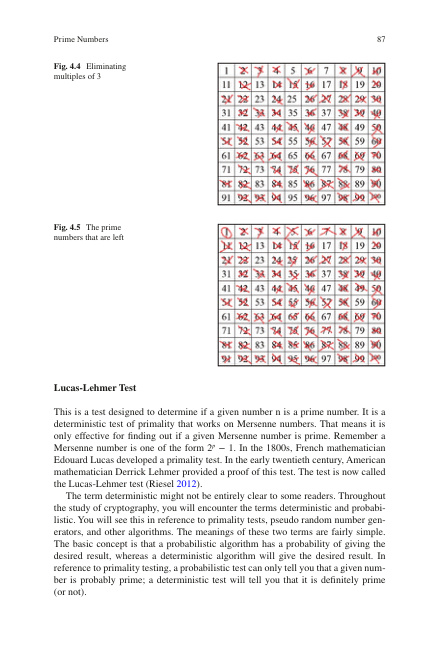 Prime Numbers 87
Fig. 4.4 Eliminating
multiples of 3
1 2 3 4 5 6 7 8 9 10
11 12 13 14 15 16 17 18 19 20
21 22 23 24 25 26 27 28 29 30
31 32 33 34 35 36 37 38 39 40
41 42 43 44 45 46 47 48 49 50
51 52 53 54 55 56 57 58 59 60
61 62 63 64 65 66 67 68 69 70
71 72 73 74 75 76 77 78 79 80
81 82 83 84 85 86 87 88 89 90
91 92 93 94 95 96 97 98 99
Fig. 4.5 The prime
numbers that are left
1 2 3 4 5 6 7 8 9 10
11 12 13 14 15 16 17 18 19 20
21 22 23 24 25 26 27 28 29 30
31 32 33 34 35 36 37 38 39 40
41 42 43 44 45 46 47 48 49 50
51 52 53 54 55 56 57 58 59 60
61 62 63 64 65 66 67 68 69 70
71 72 73 74 75 76 77 78 79 80
81 82 83 84 85 86 87 88 89 90
91 92 93 94 95 96 97 98 99
Lucas-Lehmer Test
This is a test designed to determine if a given number n is a prime number. It is a
deterministic test of primality that works on Mersenne numbers. That means it is
only effective for finding out if a given Mersenne number is prime. Remember a
Mersenne number is one of the form 2ᵖ − 1. In the 1800s, French mathematician
Edouard Lucas developed a primality test. In the early twentieth century, American
mathematician Derrick Lehmer provided a proof of this test. The test is now called
the Lucas-Lehmer test (Riesel 2012).
The term deterministic might not be entirely clear to some readers. Throughout
the study of cryptography, you will encounter the terms deterministic and probabi-
listic. You will see this in reference to primality tests, pseudo random number gen-
erators, and other algorithms. The meanings of these two terms are fairly simple.
The basic concept is that a probabilistic algorithm has a probability of giving the
desired result, whereas a deterministic algorithm will give the desired result. In
reference to primality testing, a probabilistic test can only tell you that a given num-
ber is probably prime; a deterministic test will tell you that it is definitely prime
(or not).